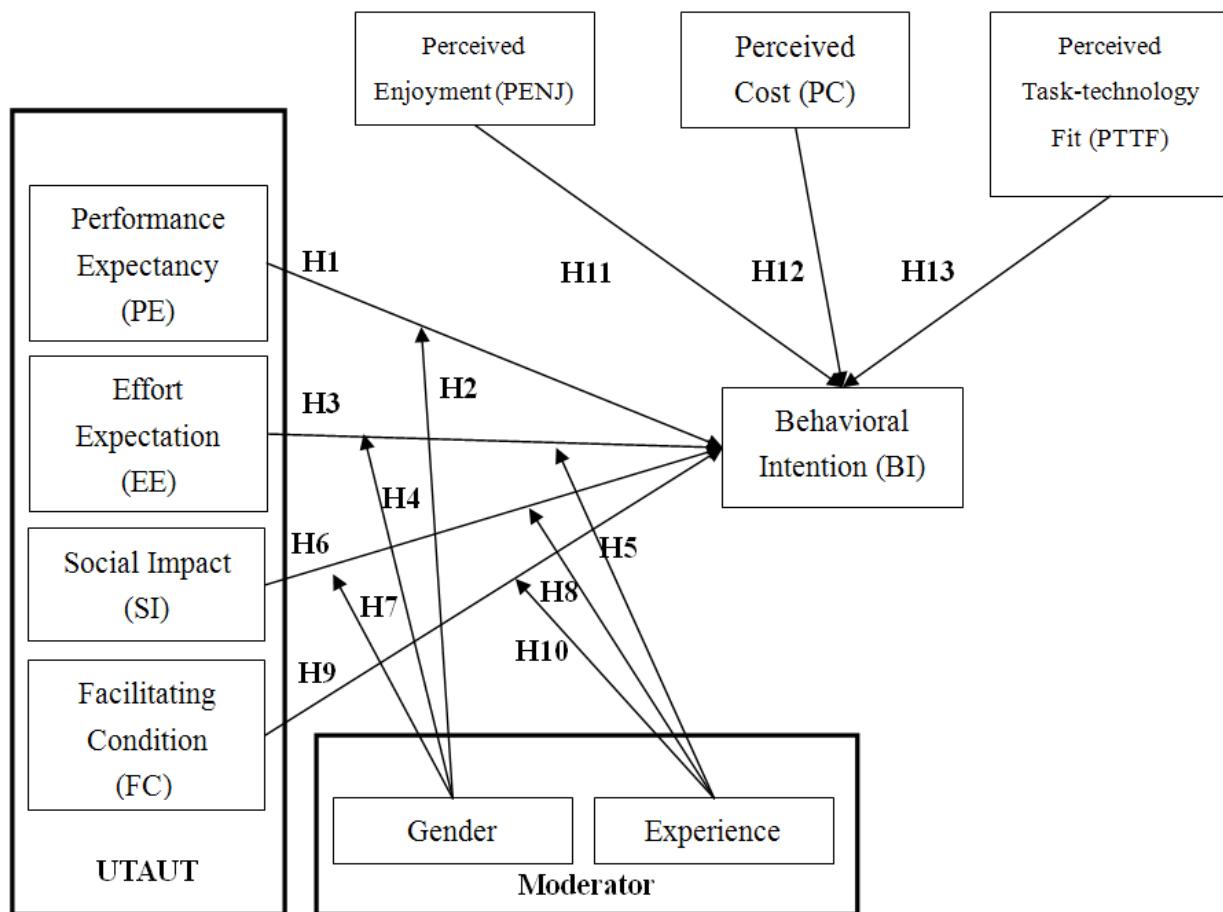 Perceived
Enjoyment (PENJ)
Perceived
Cost (PC)
Perceived
Task-technology
Fit (PTTF)
Performance
Expectancy
(PE)
Effort
Expectation
(EE)
Social Impact
(SI)
Facilitating
Condition
(FC)
UTAUT
H1
H2
H3
H4
H5
H6
H7
H8
H9
H10
H11
H12
H13
Behavioral
Intention (BI)
Gender
Experience
Moderator